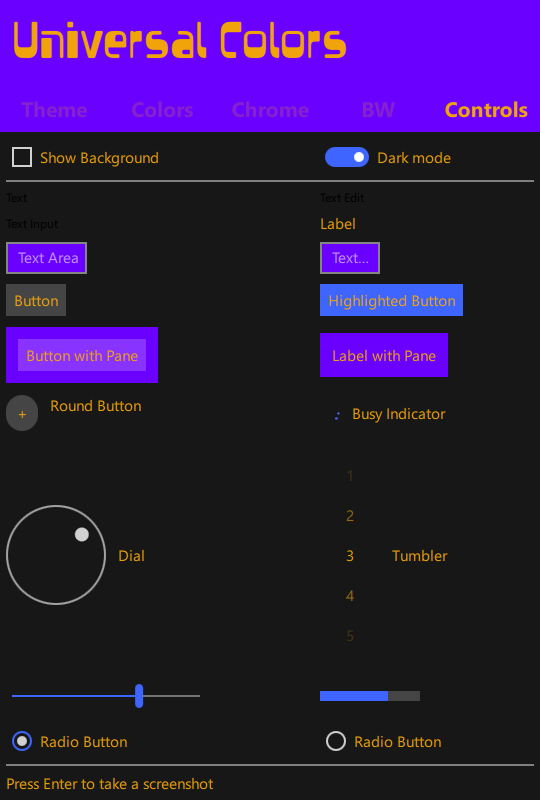 Universal Colors
Theme Colors Chrome BW Controls
Show Background Dark mode
Text Text Edit
Text Input Label
Text Area Text...
Button Highlighted Button
Button with Pane Label with Pane
+ Round Button Busy Indicator
1
2
Dial 3 Tumbler
4
5
Radio Button Radio Button
Press Enter to take a screenshot